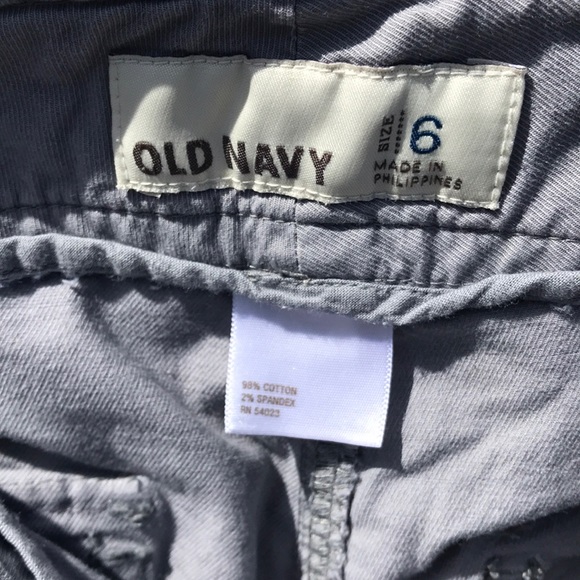 OLD NAVY
SIZE 6
MADE IN
PHILIPPINES
98% COTTON
2% SPANDEX
RN 54023